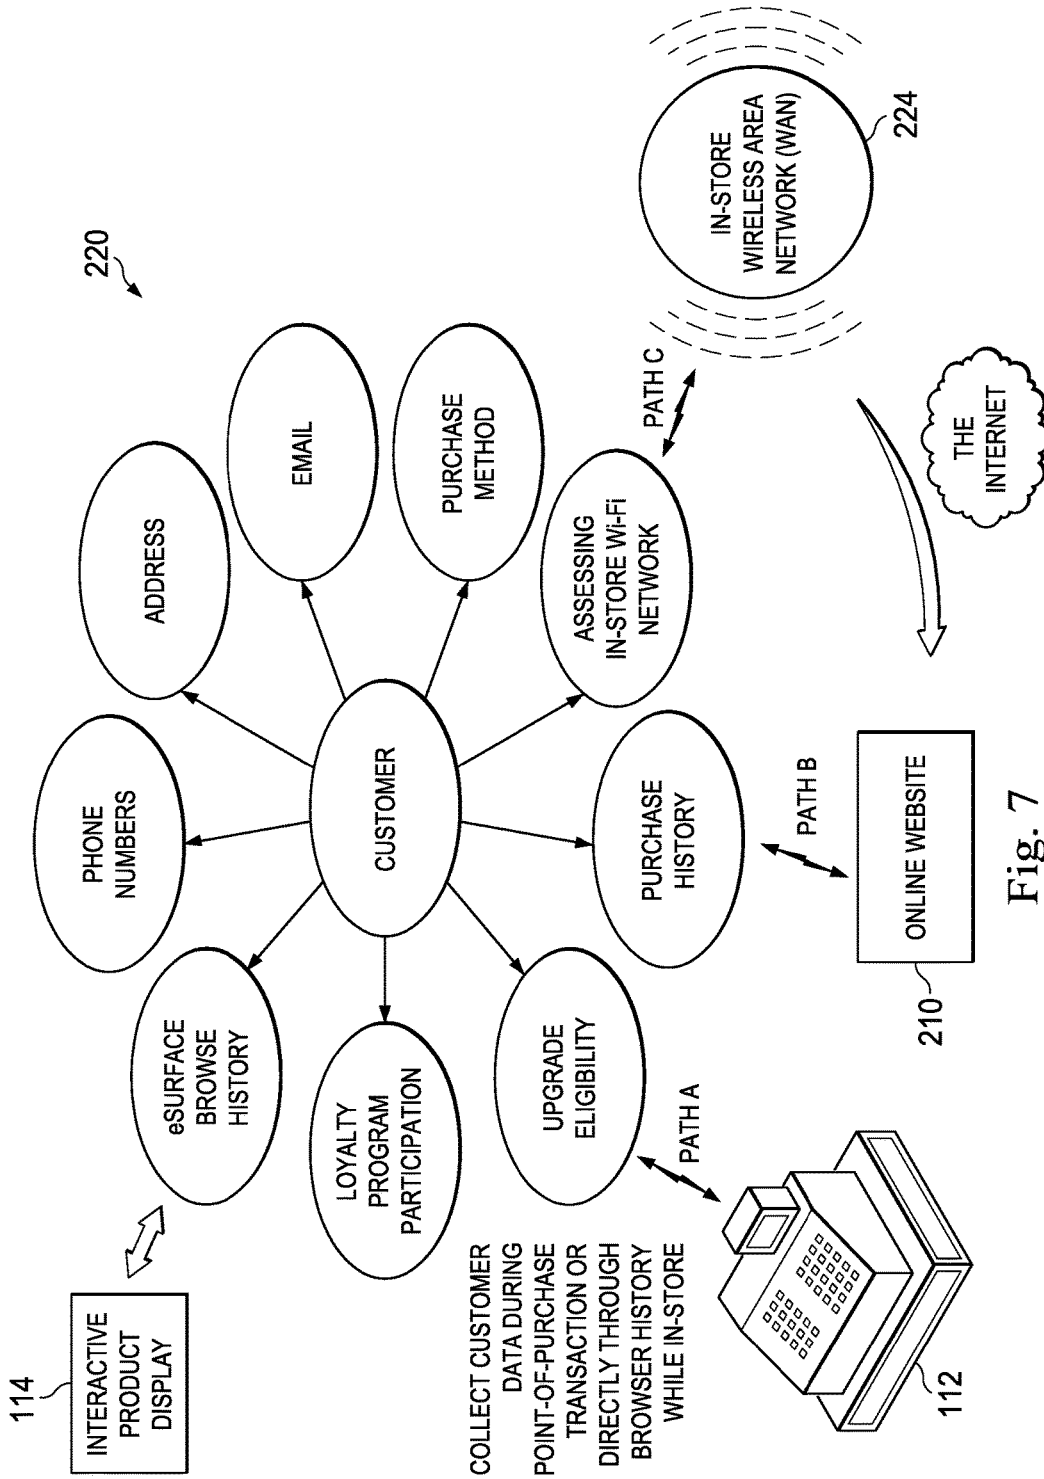 114
INTERACTIVE
PRODUCT
DISPLAY
eSURFACE
BROWSE
HISTORY
PHONE
NUMBERS
ADDRESS
220
EMAIL
LOYALTY
PROGRAM
PARTICIPATION
CUSTOMER
PURCHASE
METHOD
UPGRADE
ELIGIBILITY
PURCHASE
HISTORY
ASSESSING
IN-STORE Wi-Fi
NETWORK
COLLECT CUSTOMER
DATA DURING
POINT-OF-PURCHASE
TRANSACTION OR
DIRECTLY THROUGH
BROWSER HISTORY
WHILE IN-STORE
PATH A
PATH B
PATH C
IN-STORE
WIRELESS AREA
NETWORK (WAN)
224
112
210
ONLINE WEBSITE
THE
INTERNET
Fig. 7